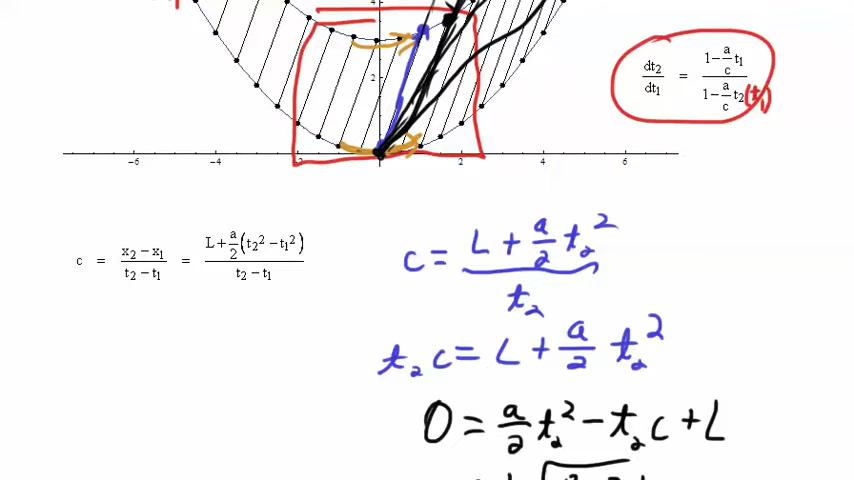 4
2
-6 -4 2 4 6
dt₂/dt₁ = (1-(a/c)t₁)/(1-(a/c)t₂(t₁))
c = (x₂-x₁)/(t₂-t₁) = (L+(a/2)(t₂²-t₁²))/(t₂-t₁)
c = (L+(a/2)t₂²)/t₂
t₂c = L+(a/2)t₂²
0 = (a/2)t₂²-t₂c+L